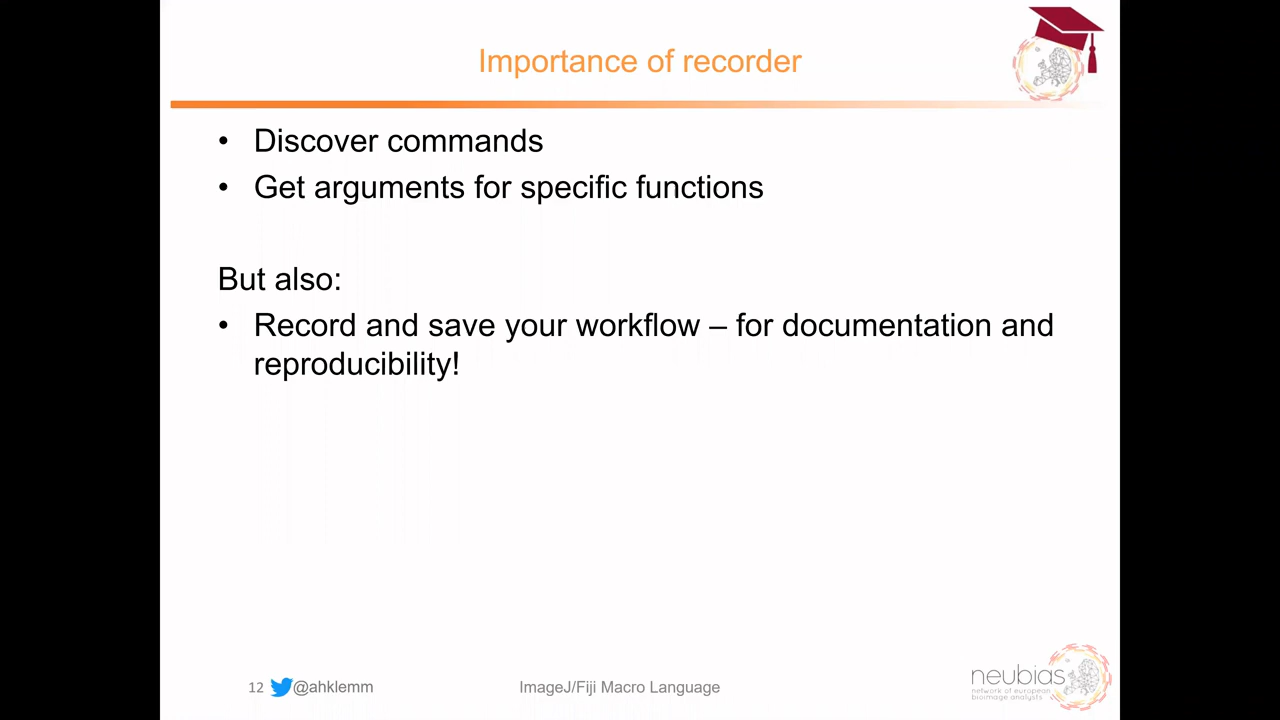 Importance of recorder
• Discover commands
• Get arguments for specific functions
But also:
• Record and save your workflow – for documentation and
reproducibility!
12 @ahklemm
ImageJ/Fiji Macro Language
neubias
network of european
bioimage analysts